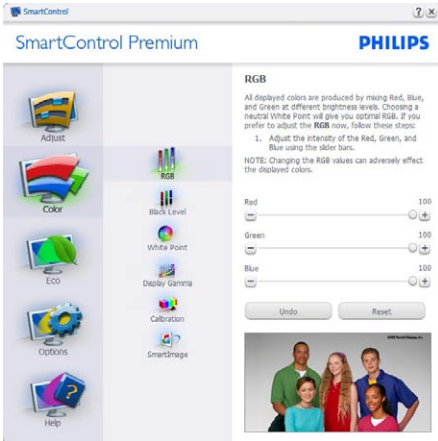 SmartControl
SmartControl Premium
PHILIPS
Adjust
Color
Eco
Options
Help
RGB
Black Level
White Point
Display Gamma
Calibration
SmartImage
RGB
All displayed colors are produced by mixing Red, Blue,
and Green at different brightness levels. Choosing a
neutral White Point will give you optimal RGB. If you
prefer to adjust the RGB now, follow these steps:
1. Adjust the intensity of the Red, Green, and
Blue using the slider bars.
NOTE: Changing the RGB values can adversely effect
the displayed colors.
Red 100
Green 100
Blue 100
Undo Reset